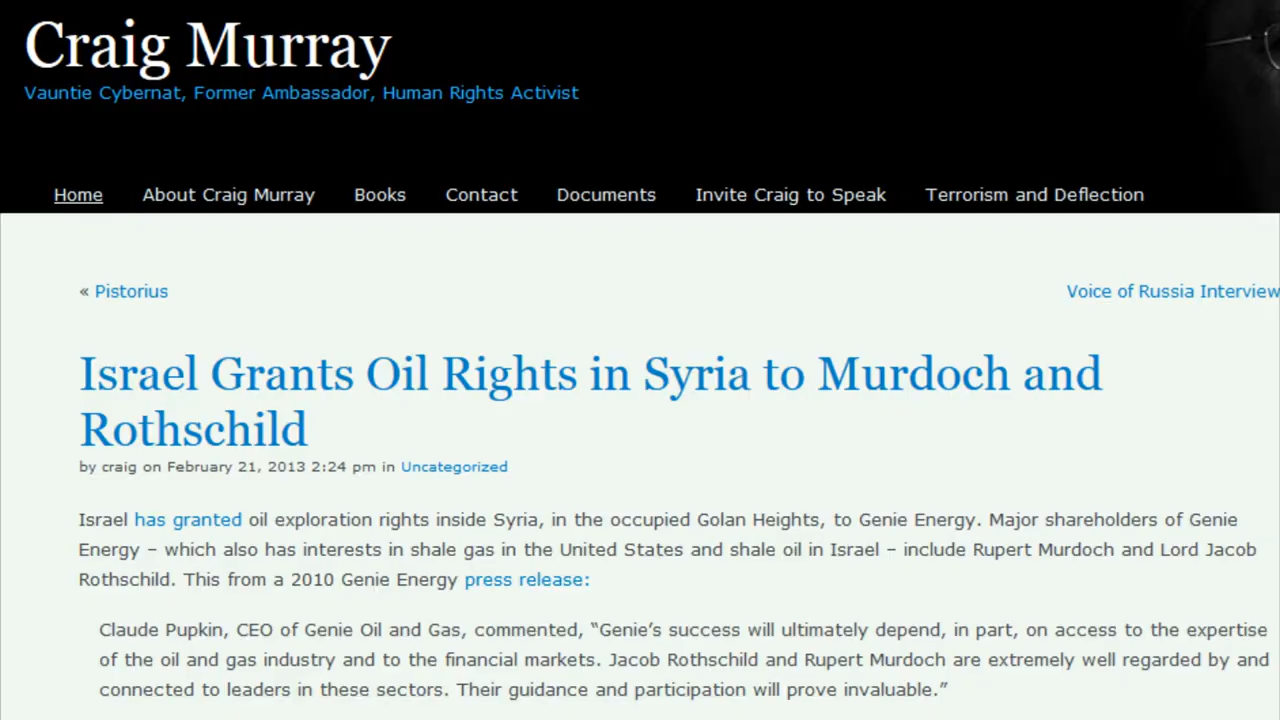 Craig Murray
Vauntie Cybernat, Former Ambassador, Human Rights Activist
Home About Craig Murray Books Contact Documents Invite Craig to Speak Terrorism and Deflection
« Pistorius Voice of Russia Interview
Israel Grants Oil Rights in Syria to Murdoch and
Rothschild
by craig on February 21, 2013 2:24 pm in Uncategorized
Israel has granted oil exploration rights inside Syria, in the occupied Golan Heights, to Genie Energy. Major shareholders of Genie
Energy – which also has interests in shale gas in the United States and shale oil in Israel – include Rupert Murdoch and Lord Jacob
Rothschild. This from a 2010 Genie Energy press release:
Claude Pupkin, CEO of Genie Oil and Gas, commented, “Genie’s success will ultimately depend, in part, on access to the expertise
of the oil and gas industry and to the financial markets. Jacob Rothschild and Rupert Murdoch are extremely well regarded by and
connected to leaders in these sectors. Their guidance and participation will prove invaluable.”